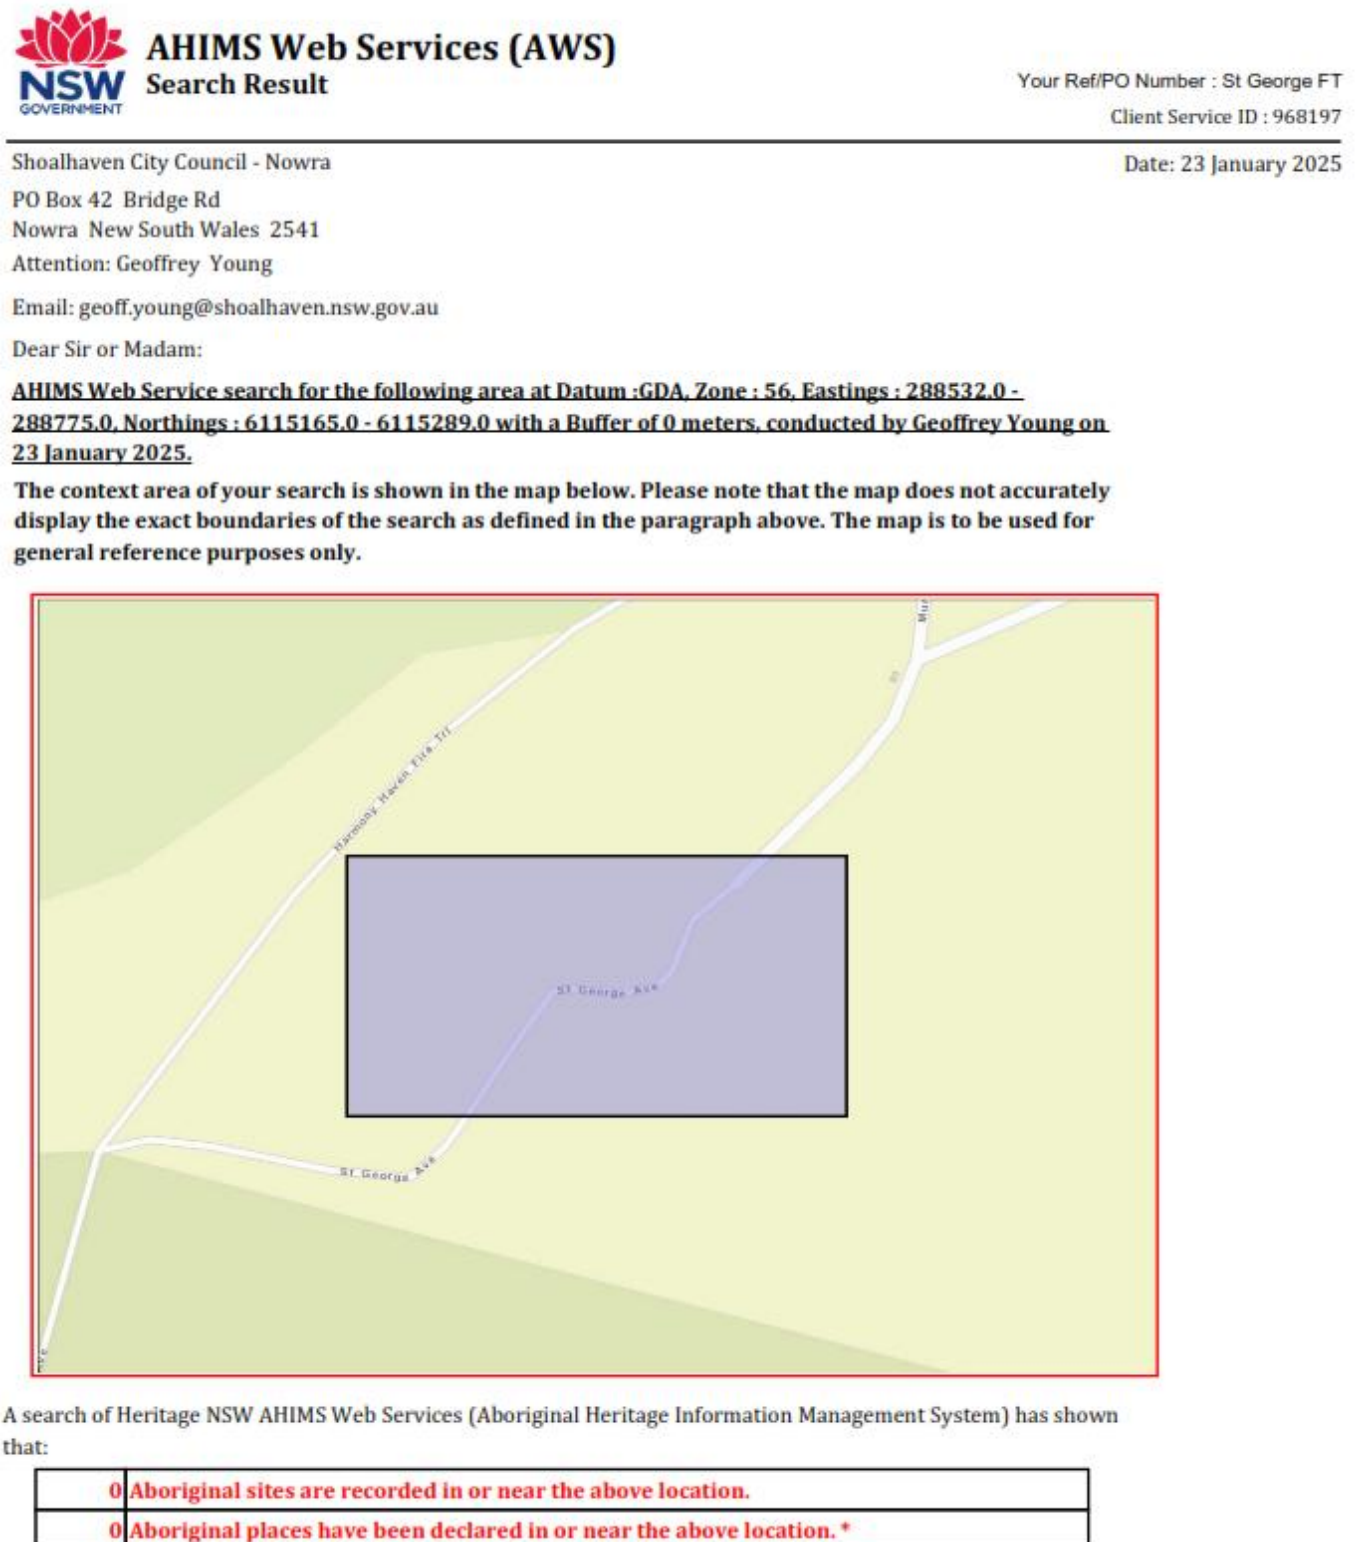 AHIMS Web Services (AWS)
Search Result
NSW
GOVERNMENT
Your Ref/PO Number : St George FT
Client Service ID : 968197
Shoalhaven City Council - Nowra
Date: 23 January 2025
PO Box 42 Bridge Rd
Nowra New South Wales 2541
Attention: Geoffrey Young
Email: geoff.young@shoalhaven.nsw.gov.au
Dear Sir or Madam:
AHIMS Web Service search for the following area at Datum :GDA, Zone : 56, Eastings : 288532.0 -
288775.0, Northings : 6115165.0 - 6115289.0 with a Buffer of 0 meters, conducted by Geoffrey Young on
23 January 2025.
The context area of your search is shown in the map below. Please note that the map does not accurately
display the exact boundaries of the search as defined in the paragraph above. The map is to be used for
general reference purposes only.
Mur
Harmony Haven Fire Trl
St George Ave
St George Ave
Ave
A search of Heritage NSW AHIMS Web Services (Aboriginal Heritage Information Management System) has shown
that:
0 Aboriginal sites are recorded in or near the above location.
0 Aboriginal places have been declared in or near the above location. *